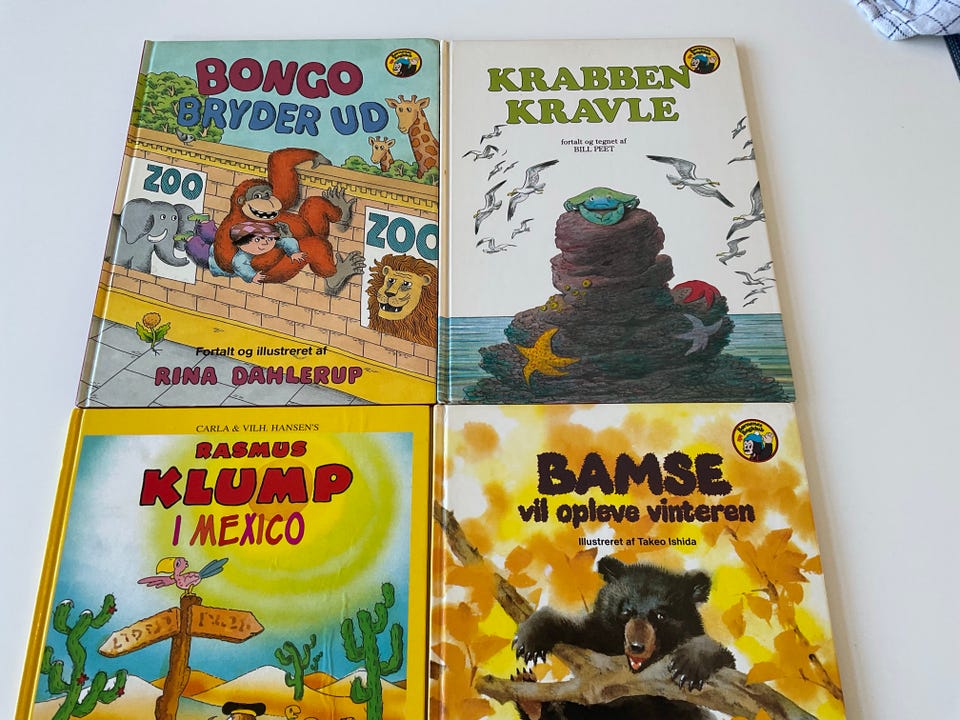 BONGO
BRYDER UD
ZOO
ZOO
Fortalt og illustreret af
RINA DAHLERUP
KRABBEN
KRAVLE
fortalt og tegnet af
BILL PEET
CARLA & VILH. HANSEN'S
RASMUS
KLUMP
I MEXICO
BAMSE
vil opleve vinteren
Illustreret af Takeo Ishida